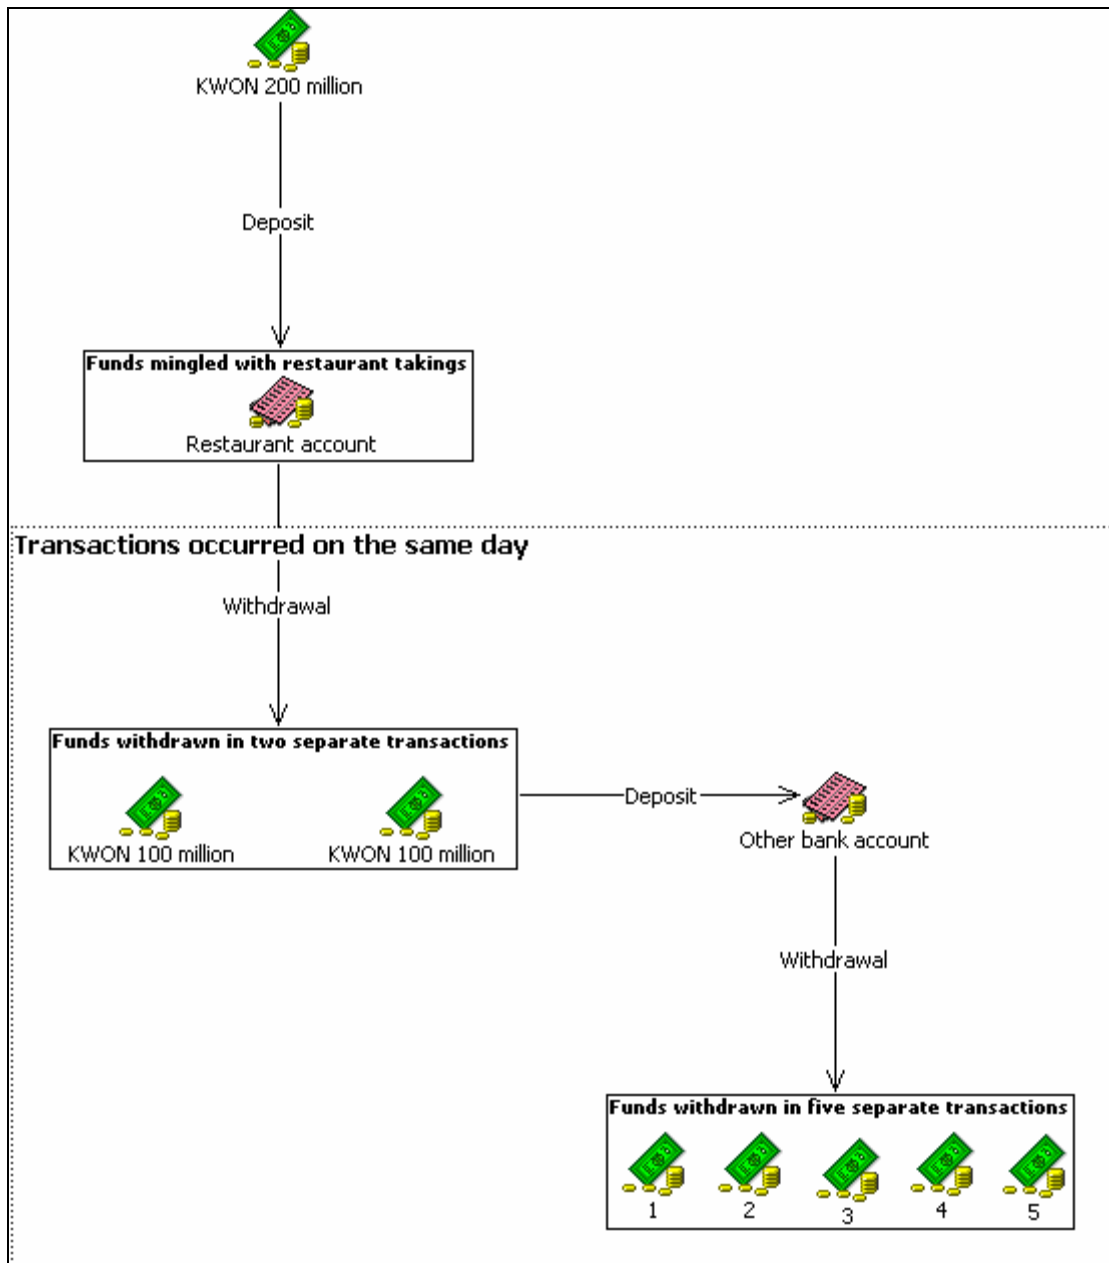 KWON 200 million
Deposit
Funds mingled with restaurant takings
Restaurant account
Transactions occurred on the same day
Withdrawal
Funds withdrawn in two separate transactions
KWON 100 million
KWON 100 million
Deposit
Other bank account
Withdrawal
Funds withdrawn in five separate transactions
1
2
3
4
5